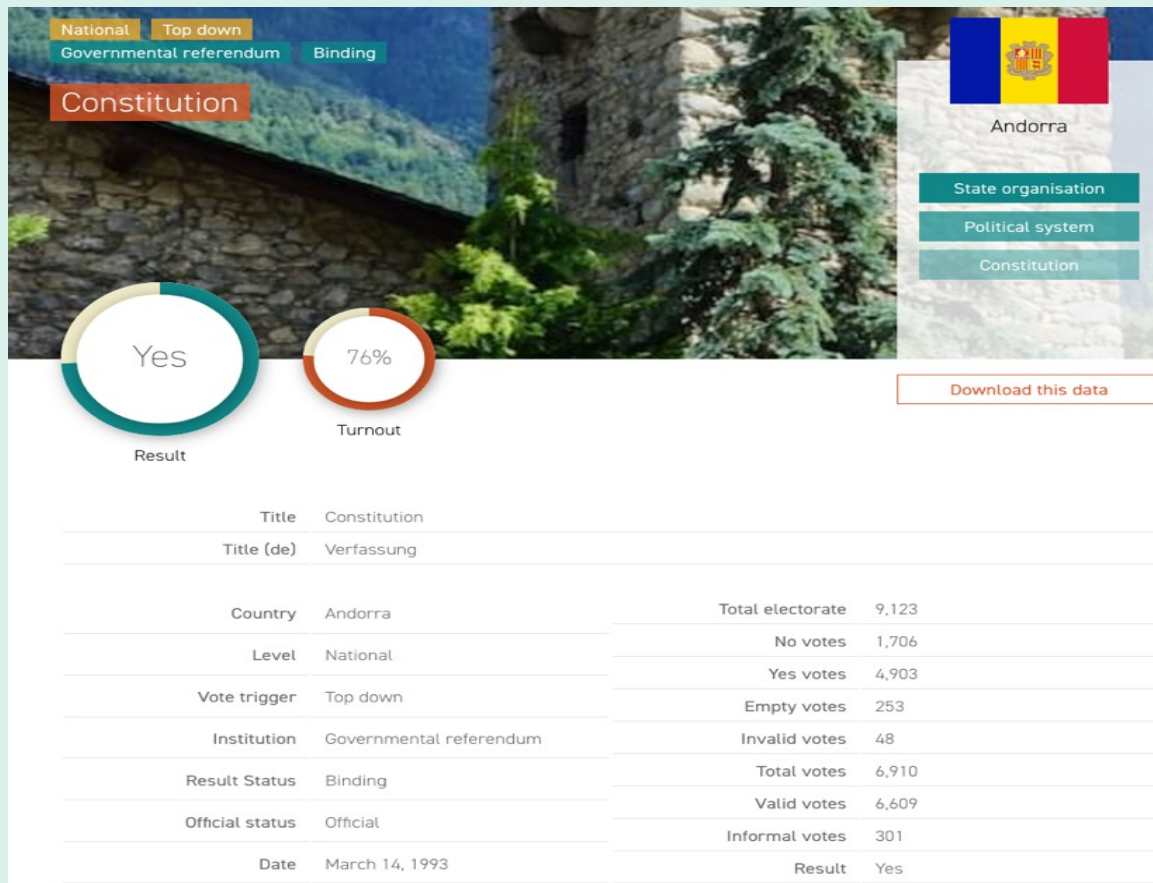 National Top down
Governmental referendum Binding
Constitution
Andorra
State organisation
Political system
Constitution
Yes
Result
76%
Turnout
Download this data
Title Constitution
Title (de) Verfassung
Country Andorra
Level National
Vote trigger Top down
Institution Governmental referendum
Result Status Binding
Official status Official
Date March 14, 1993
Total electorate 9,123
No votes 1,706
Yes votes 4,903
Empty votes 253
Invalid votes 48
Total votes 6,910
Valid votes 6,609
Informal votes 301
Result Yes